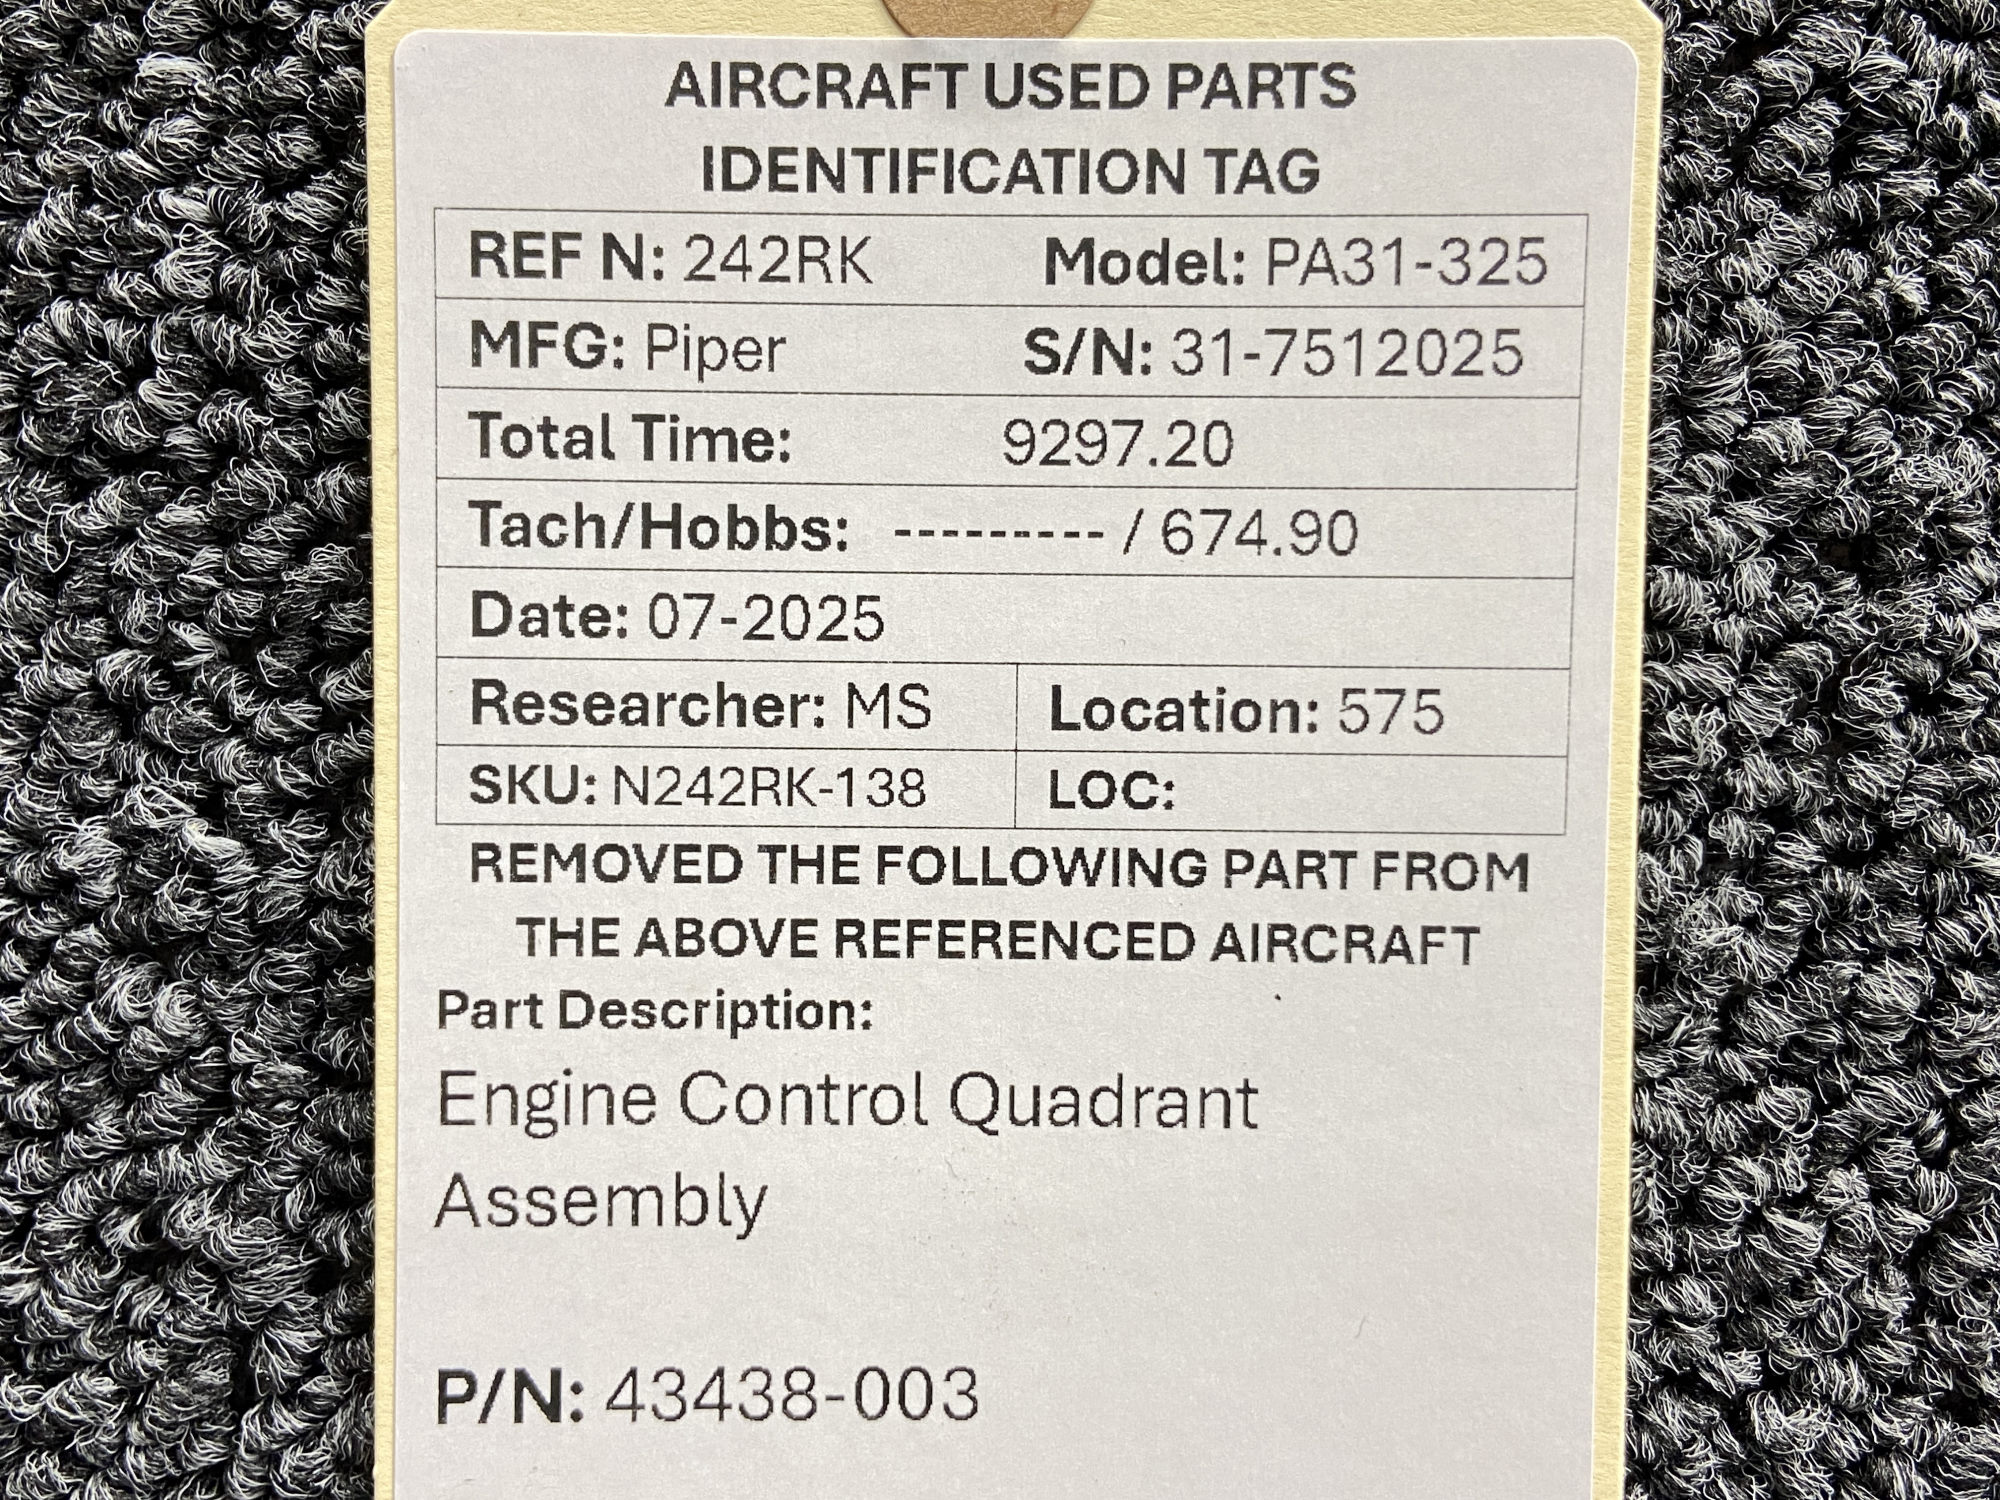 AIRCRAFT USED PARTS
IDENTIFICATION TAG
REF N: 242RK Model: PA31-325
MFG: Piper S/N: 31-7512025
Total Time: 9297.20
Tach/Hobbs: --------- / 674.90
Date: 07-2025
Researcher: MS Location: 575
SKU: N242RK-138 LOC:
REMOVED THE FOLLOWING PART FROM
THE ABOVE REFERENCED AIRCRAFT
Part Description:
Engine Control Quadrant
Assembly
P/N: 43438-003